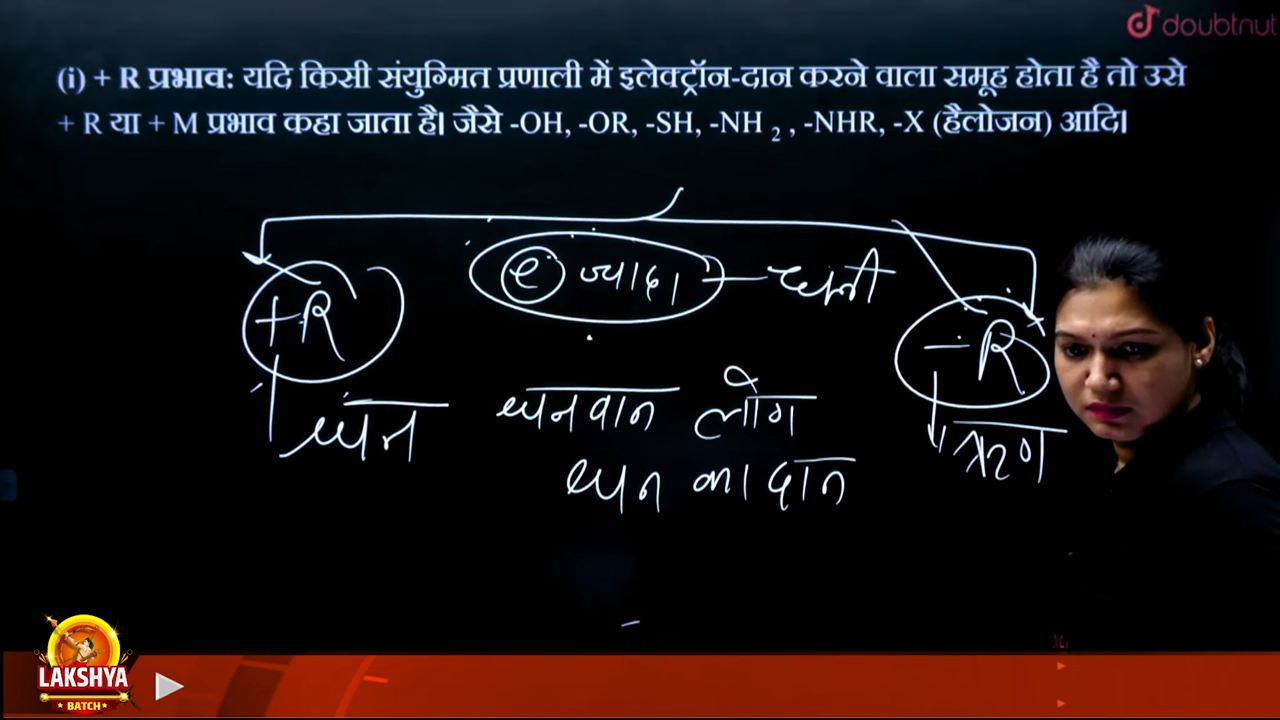 doubtnut
(i) + R प्रभाव: यदि किसी संयुग्मित प्रणाली में इलेक्ट्रॉन-दान करने वाला समूह होता है तो उसे
+ R या + M प्रभाव कहा जाता है। जैसे -OH, -OR, -SH, -NH 2 , -NHR, -X (हैलोजन) आदि।
+R e ज्यादा धनी -R
धन धनवान लोग ऋण
धन का दान
LAKSHYA
BATCH